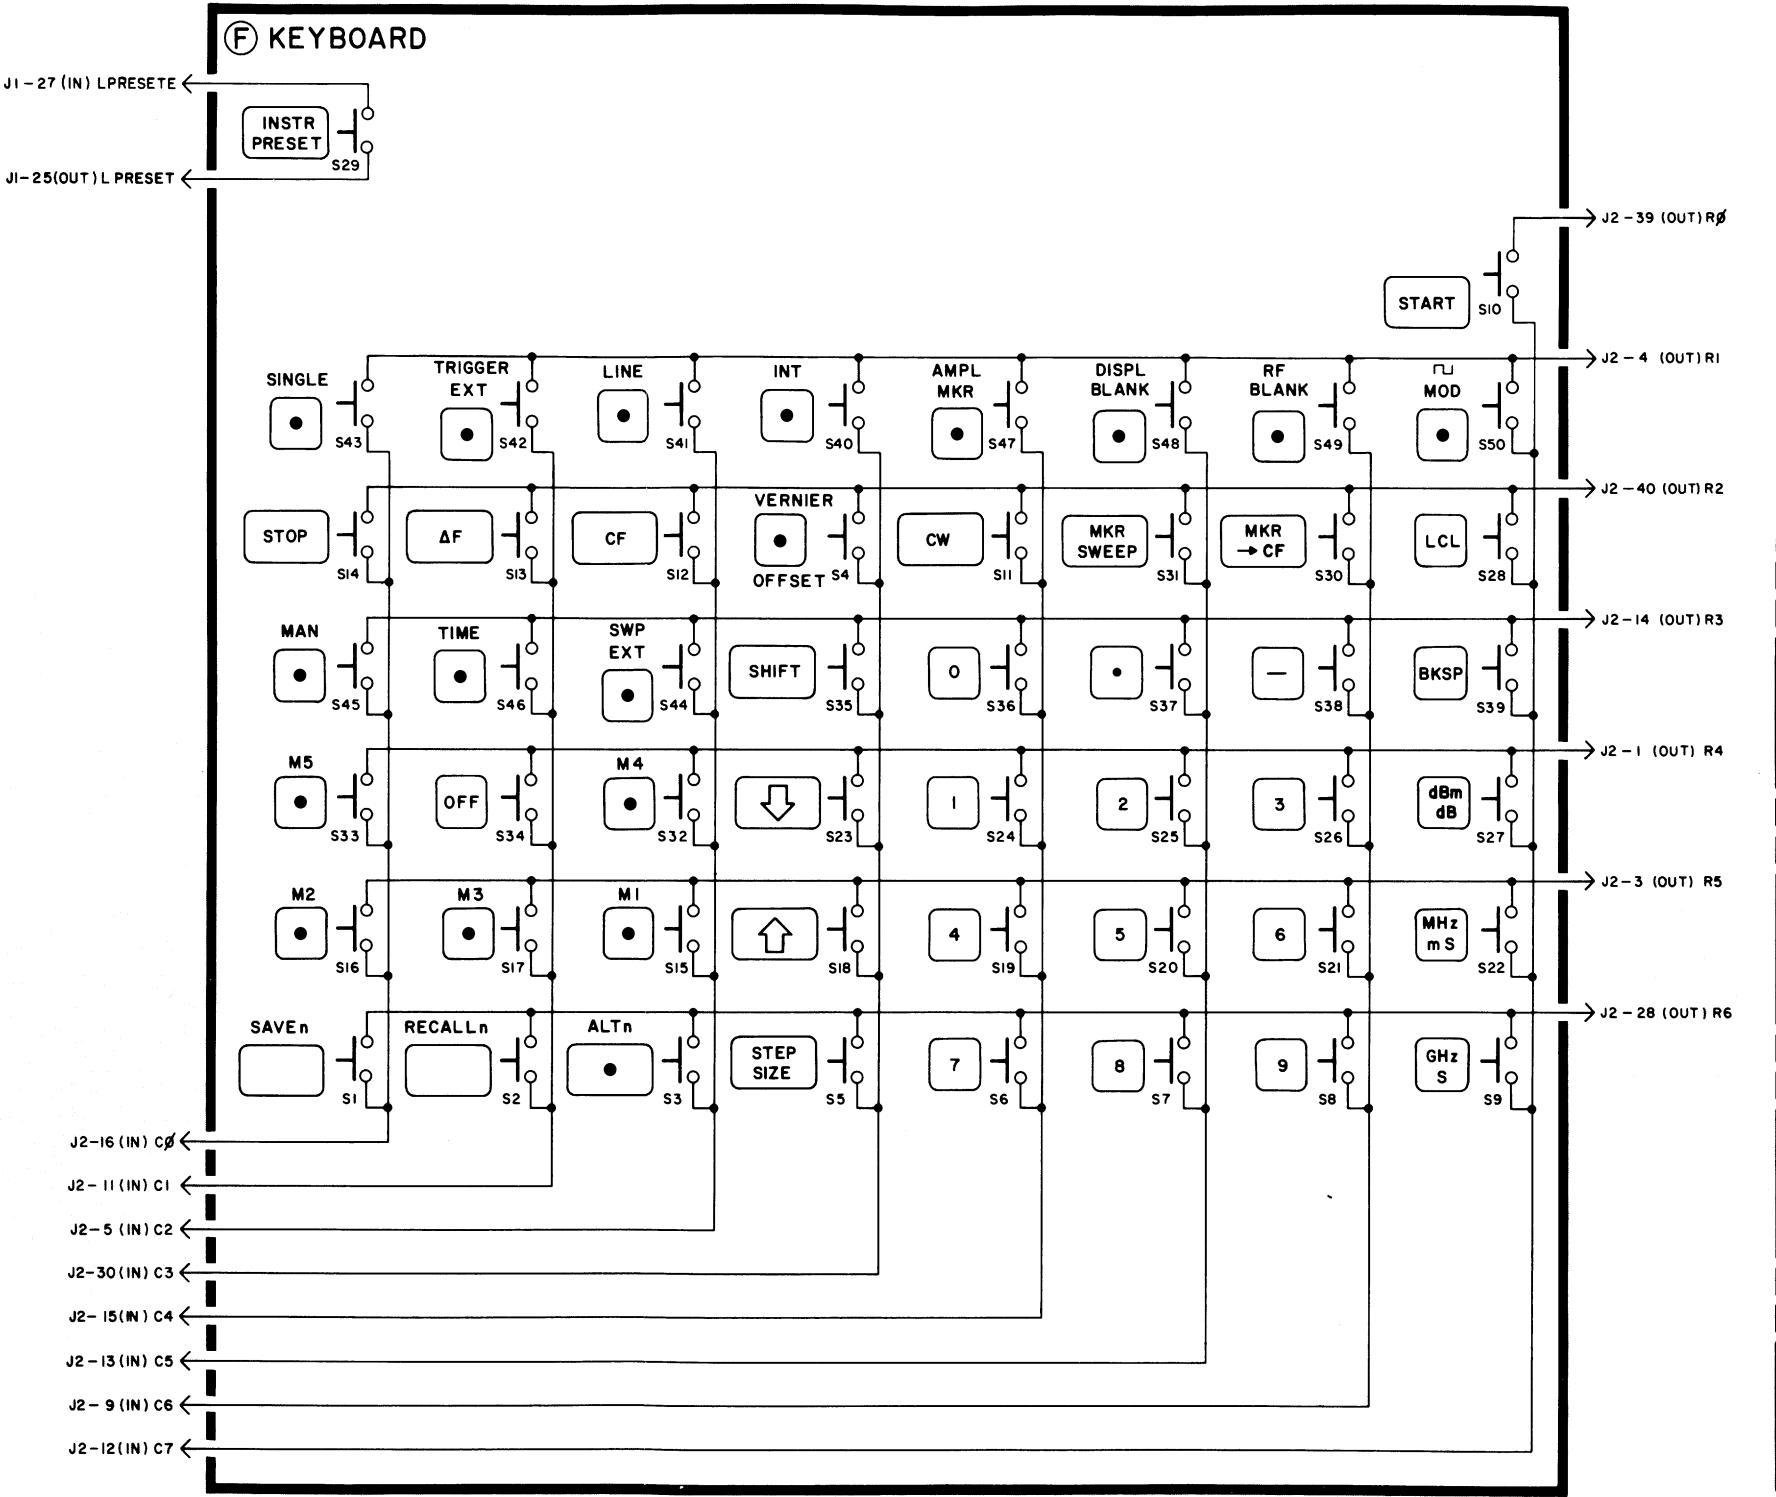 F KEYBOARD
J1-27 (IN) LPRESETE
INSTR
PRESET
S29
J1-25(OUT) L PRESET
J2-39 (OUT) RØ
START
S10
J2-4 (OUT) R1
SINGLE
S43
TRIGGER
EXT
S42
LINE
S41
INT
S40
AMPL
MKR
S47
DISPL
BLANK
S48
RF
BLANK
S49
MOD
S50
J2-40 (OUT) R2
STOP
S14
ΔF
S13
CF
S12
VERNIER
OFFSET
S4
CW
S11
MKR
SWEEP
S31
MKR
→ CF
S30
LCL
S28
J2-14 (OUT) R3
MAN
S45
TIME
S46
SWP
EXT
S44
SHIFT
S35
0
S36
•
S37
—
S38
BKSP
S39
J2-1 (OUT) R4
M5
S33
OFF
S34
M4
S32
S23
1
S24
2
S25
3
S26
dBm
dB
S27
J2-3 (OUT) R5
M2
S16
M3
S17
M1
S15
S18
4
S19
5
S20
6
S21
MHz
mS
S22
J2-28 (OUT) R6
SAVEn
S1
RECALLn
S2
ALTn
S3
STEP
SIZE
S5
7
S6
8
S7
9
S8
GHz
S
S9
J2-16 (IN) CØ
J2-11 (IN) C1
J2-5 (IN) C2
J2-30 (IN) C3
J2-15 (IN) C4
J2-13 (IN) C5
J2-9 (IN) C6
J2-12 (IN) C7